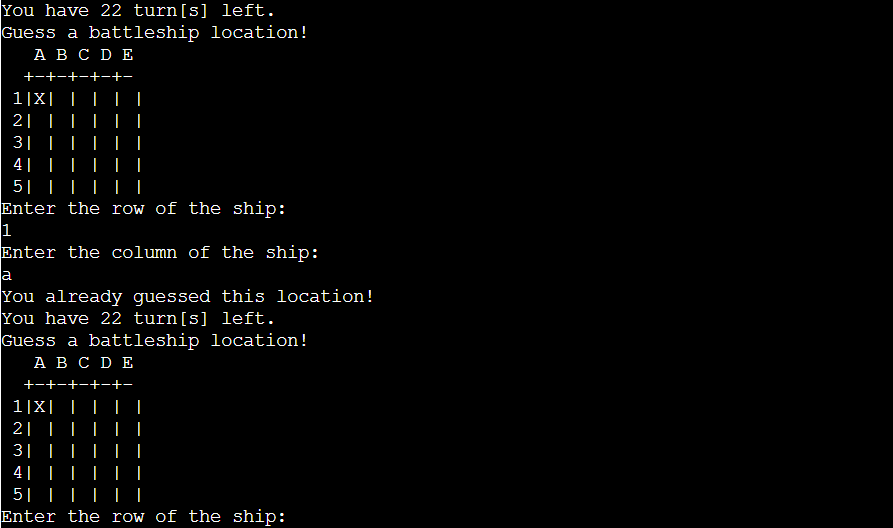 You have 22 turn[s] left.
Guess a battleship location!
   A B C D E
  +-+-+-+-+-
 1|X| | | | |
 2| | | | | |
 3| | | | | |
 4| | | | | |
 5| | | | | |
Enter the row of the ship:
1
Enter the column of the ship:
a
You already guessed this location!
You have 22 turn[s] left.
Guess a battleship location!
   A B C D E
  +-+-+-+-+-
 1|X| | | | |
 2| | | | | |
 3| | | | | |
 4| | | | | |
 5| | | | | |
Enter the row of the ship: